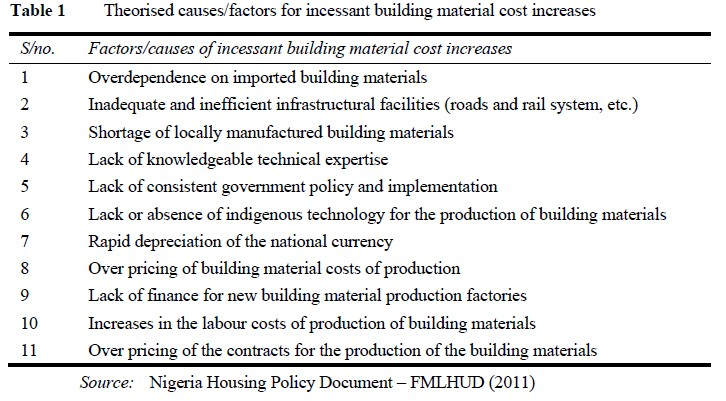 Table 1 Theorised causes/factors for incessant building material cost increases
S/no. Factors/causes of incessant building material cost increases
1 Overdependence on imported building materials
2 Inadequate and inefficient infrastructural facilities (roads and rail system, etc.)
3 Shortage of locally manufactured building materials
4 Lack of knowledgeable technical expertise
5 Lack of consistent government policy and implementation
6 Lack or absence of indigenous technology for the production of building materials
7 Rapid depreciation of the national currency
8 Over pricing of building material costs of production
9 Lack of finance for new building material production factories
10 Increases in the labour costs of production of building materials
11 Over pricing of the contracts for the production of the building materials
Source: Nigeria Housing Policy Document – FMLHUD (2011)